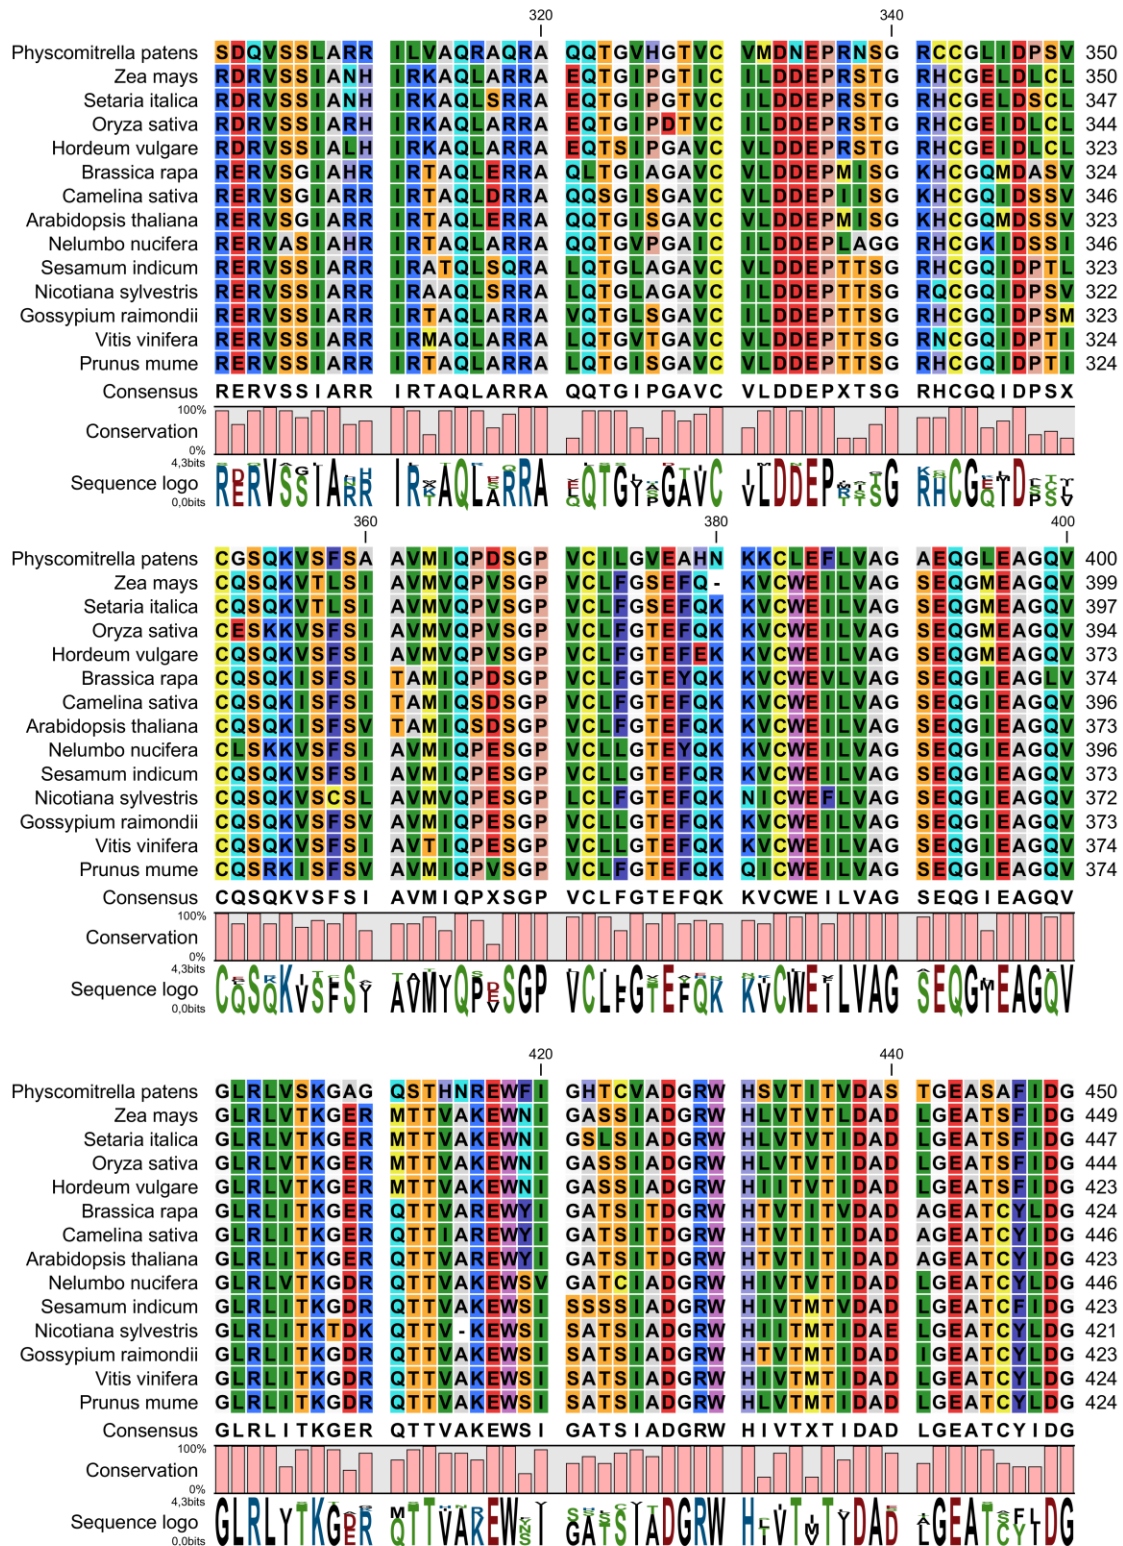 320 340
Physcomitrella patens SDQVSSLARR ILVAQRAQRA QQTGVHGTVC VMDNEPRNSG RCCGLIDPSV 350
Zea mays RDRVSSIANH IRKAQLARRA EQTGIPGTIC ILDDEPRSTG RHCGELDLCL 350
Setaria italica RDRVSSIANH IRKAQLSRRA EQTGIPGTVC ILDDEPRSTG RHCGELDSCL 347
Oryza sativa RDRVSSIARH IRKAQLARRA EQTGIPDTVC ILDDEPRSTG RHCGEIDLCL 344
Hordeum vulgare RDRVSSIALH IRKAQLARRA EQTSIPGAVC VLDDEPRSTG RHCGEIDLCL 323
Brassica rapa RERVSGIAHR IRTAQLERRA QLTGIAGAVC VLDDEPMISG KHCGQMDASV 324
Camelina sativa RERVSGIARR IRTAQLDRRA QQSGISGAVC VLDDEPIISG KHCGQMDSSV 346
Arabidopsis thaliana RERVSGIARR IRTAQLERRA QQSGISGAVC VLDDEPMISG KHCGQMDSSV 323
Nelumbo nucifera RERVASIAHR IRTAQLARRA QQTGVPGAIC ILDDEPLAGG RHCGKIDSSI 346
Sesamum indicum RERVSSIARR IRATQLSQRA LQTGLAGAVC VLDDEPTTSG RHCGQIDPTL 323
Nicotiana sylvestris RERVSSIARR IRAAQLSRRA LQTGLAGAVC ILDDEPTTSG RQCGQIDPSV 322
Gossypium raimondii RERVSSIARR IRTAQLARRA VQTGLSGAVC ILDDEPTTSG RHCGQIDPSM 323
Vitis vinifera RERVSSIARR IRMAQLARRA LQTGVTGAVC VLDDEPTTSG RNCGQIDPTI 324
Prunus mume RERVSSIARR IRTAQLARRA LQTGISGAVC VLDDEPTTSG RHCGQIDPTI 324
Consensus RERVSSIARR IRTAQLARRA QQTGIPGAVC VLDDEPXTSG RHCGQIDPSX
100%
Conservation
0%
4,3bits
Sequence logo
0,0bits
360 380 400
Physcomitrella patens CGSQKVSFSA AVMIQPDSGP VCILGVEAHN KKCLEFLVAG AEQGLEAGQV 400
Zea mays CQSQKVTLSI AVMVQPVSGP VCLFGSEFQ- KVCWEILVAG SEQGMEAGQV 399
Setaria italica CQSQKVTLSI AVMVQPVSGP VCLFGSEFQK KVCWEILVAG SEQGMEAGQV 397
Oryza sativa CESKKVSFSI AVMVQPVSGP VCLFGTEFQK KVCWEILVAG SEQGMEAGQV 394
Hordeum vulgare CQSQKVSFSI AVMVQPVSGP VCLFGTEFEK KVCWEILVAG SEQGMEAGQV 373
Brassica rapa CQSQKISFSI TAMIQPDSGP VCLFGTEYQK KEVCWEILVAG SEQGIEAGLV 374
Camelina sativa CQSQKISFSI TAMIQSDSGP VCLFGTEFQK KVCWEILVAG SEQGIEAGQV 396
Arabidopsis thaliana CQSQKISFSV TAMIQSDSGP VCLFGTEFQK KVCWEILVAG SEQGIEAGQV 373
Nelumbo nucifera CLSKKVSFSI AVMIQPESGP VCLLGTEYQK KVCWEILVAG SEQGIEAGQV 396
Sesamum indicum CQSQKVSFSI AVMIQPESGP VCLLGTEFQR KVCWEILVAG SEQGIEAGQV 373
Nicotiana sylvestris CQSQKVSCSL AVMVQPESGP LCLFGTEFQK NICWEFLVAG SEQGIEAGQV 372
Gossypium raimondii CQSQKVSFSV AVMIQPESGP VCLLGTEFQK KVCWEILVAG SEQGIEAGQV 373
Vitis vinifera CQSRKISFSI AVTIQPESGP VCLLGTEFQK KVCWEILVAG SEQGIEAGQV 374
Prunus mume CQSRKISFSV AVMIQPVSGP VCLFGTEFQK QICWEILVAG SEQGIEAGQV 374
Consensus CQSQKVSFSI AVMIQPXSGP VCLFGTEFQK KVCWEILVAG SEQGIEAGQV
100%
Conservation
0%
4,3bits
Sequence logo
0,0bits
420 440
Physcomitrella patens GLRLVSKGAG QSTHNREWFI GHTCVADGRW HSVTITVDAS TGEASAFIDG 450
Zea mays GLRLVTKGER MTTVAKEWNI GASSIADGRW HLVTVTLDAD LGEATSFIDG 449
Setaria italica GLRLVTKGER MTTVAKEWNI GSLSIADGRW HLVTVTIDAD LGEATSFIDG 447
Oryza sativa GLRLVTKGER MTTVAKEWNI GASSIADGRW HLVTVTIDAD LGEATSFIDG 444
Hordeum vulgare GLRLVTKGER MTTVAKEWNI GASSIADGRW HIITVTIDAD LGEATSFIDG 423
Brassica rapa GLRLITKGER QTTVAREWYI GATSITDGRW HTVTITVDAD AGEATCYIDG 424
Camelina sativa GLRLITKGER QTTIAREWYI GATSITDGRW HTVTITIDAD AGEATCYIDG 446
Arabidopsis thaliana GLRLITKGER QTTVAREWYI GATSITDGRW HTVTITIDAD AGEATCYIDG 423
Nelumbo nucifera GLRLVTKGDR QTTVAKEWSV GATCIADGRW HIVTVTIDAD LGEATCYLDG 446
Sesamum indicum GLRLITKGDR QTTVAKEWSI SSSSIADGRW HIVTMTVDAD LGEATCFIDG 423
Nicotiana sylvestris GLRLITKTDK QTTV-KEWSI SATSIADGRW HIITMTIDAE LGEATCYLDG 421
Gossypium raimondii GLRLITKGDR QTTVAKEWSI SATSIADGRW HTVTMTIDAD IGEATCYLDG 423
Vitis vinifera GLRLITKGDR QTTVAKEWSI SATSIADGRW HIVTMTIDAD LGEATCYLDG 424
Prunus mume GLRLITKGDR QTTVAKEWSI SATSIADGRW HLVTMTIDAD LGEATCYLDG 424
Consensus GLRLITKGER QTTVAKEWSI GATSIADGRW HIVTXTIDAD LGEATCYIDG
100%
Conservation
0%
4,3bits
Sequence logo
0.0bits